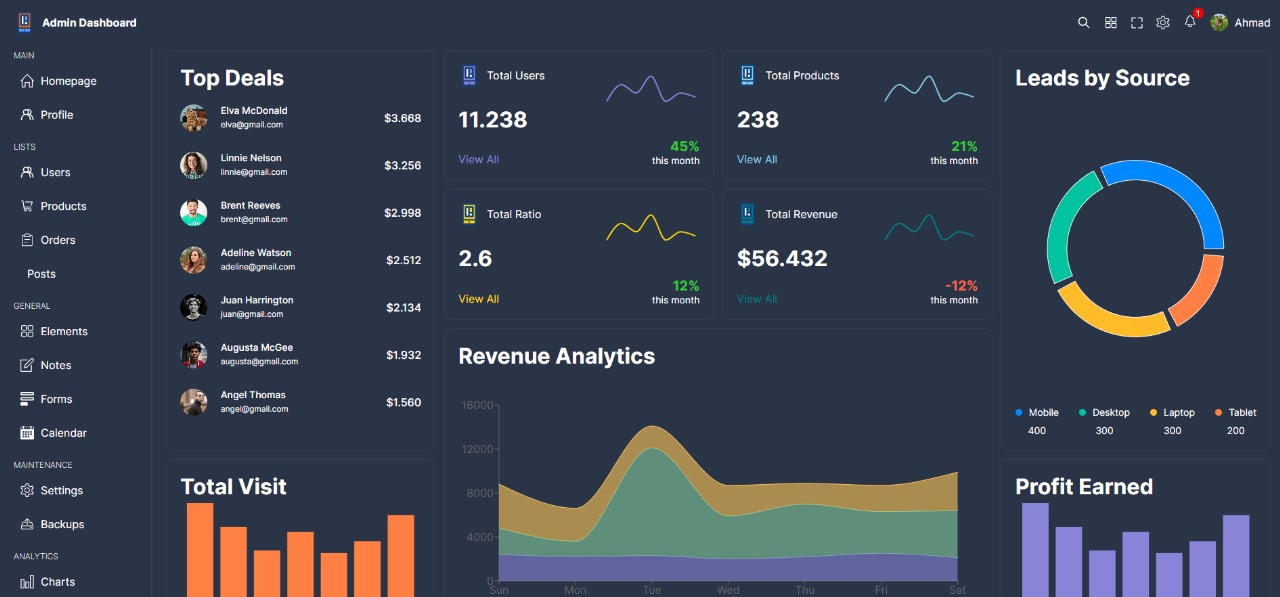 Admin Dashboard
1
Ahmad
MAIN
Homepage
Profile
LISTS
Users
Products
Orders
Posts
GENERAL
Elements
Notes
Forms
Calendar
MAINTENANCE
Settings
Backups
ANALYTICS
Charts
Top Deals
Elva McDonald
elva@gmail.com
$3.668
Linnie Nelson
linnie@gmail.com
$3.256
Brent Reeves
brent@gmail.com
$2.998
Adeline Watson
adeline@gmail.com
$2.512
Juan Harrington
juan@gmail.com
$2.134
Augusta McGee
augusta@gmail.com
$1.932
Angel Thomas
angel@gmail.com
$1.560
Total Visit
Total Users
11.238
View All
45%
this month
Total Products
238
View All
21%
this month
Total Ratio
2.6
View All
12%
this month
Total Revenue
$56.432
View All
-12%
this month
Revenue Analytics
16000
12000
8000
4000
0
Sun Mon Tue Wed Thu Fri Sat
Leads by Source
Mobile Desktop Laptop Tablet
400 300 300 200
Profit Earned